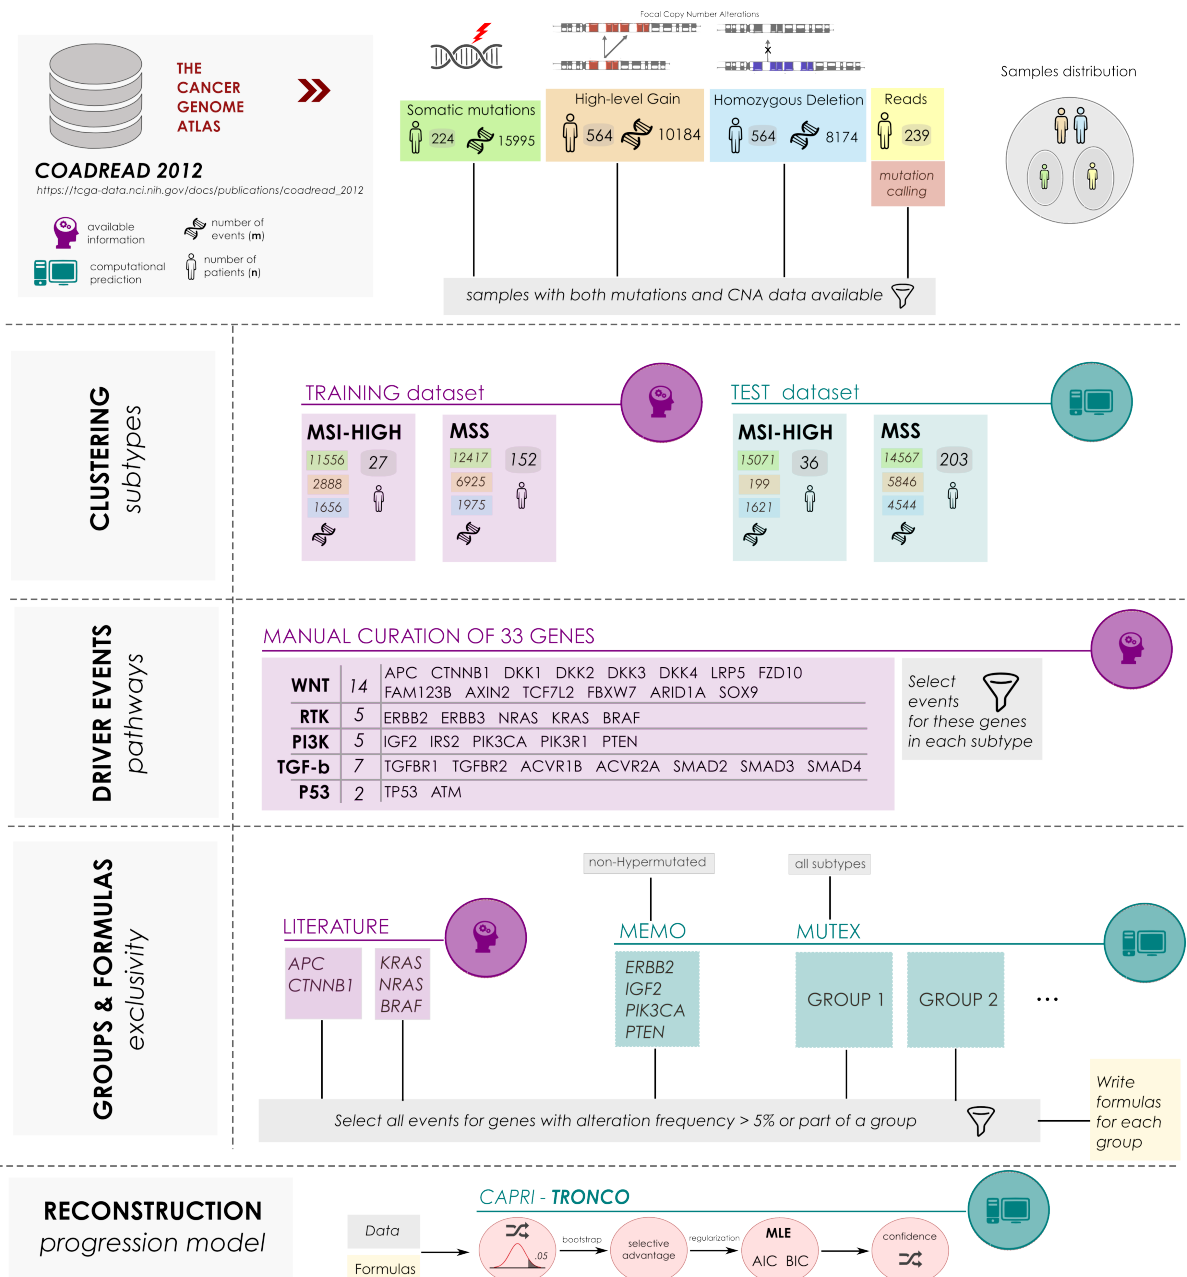 Focal Copy Number Alterations
THE
CANCER
GENOME
ATLAS
COADREAD 2012
https://tcga-data.nci.nih.gov/docs/publications/coadread_2012
available
information
number of
events (m)
computational
prediction
number of
patients (n)
Somatic mutations
224 15995
High-level Gain
564 10184
Homozygous Deletion
564 8174
Reads
239
mutation
calling
Samples distribution
samples with both mutations and CNA data available
CLUSTERING
subtypes
TRAINING dataset
MSI-HIGH
11556 27
2888
1656
MSS
12417 152
6925
1975
TEST dataset
MSI-HIGH
15071 36
199
1621
MSS
14567 203
5846
4544
DRIVER EVENTS
pathways
MANUAL CURATION OF 33 GENES
WNT 14 APC CTNNB1 DKK1 DKK2 DKK3 DKK4 LRP5 FZD10
FAM123B AXIN2 TCF7L2 FBXW7 ARID1A SOX9
RTK 5 ERBB2 ERBB3 NRAS KRAS BRAF
PI3K 5 IGF2 IRS2 PIK3CA PIK3R1 PTEN
TGF-b 7 TGFBR1 TGFBR2 ACVR1B ACVR2A SMAD2 SMAD3 SMAD4
P53 2 TP53 ATM
Select
events
for these genes
in each subtype
GROUPS & FORMULAS
exclusivity
non-Hypermutated
all subtypes
LITERATURE
APC
CTNNB1
KRAS
NRAS
BRAF
MEMO
ERBB2
IGF2
PIK3CA
PTEN
MUTEX
GROUP 1
GROUP 2
...
Select all events for genes with alteration frequency > 5% or part of a group
Write
formulas
for each
group
RECONSTRUCTION
progression model
CAPRI - TRONCO
Data
Formulas
.05
bootstrap
selective
advantage
regularization
MLE
AIC BIC
confidence